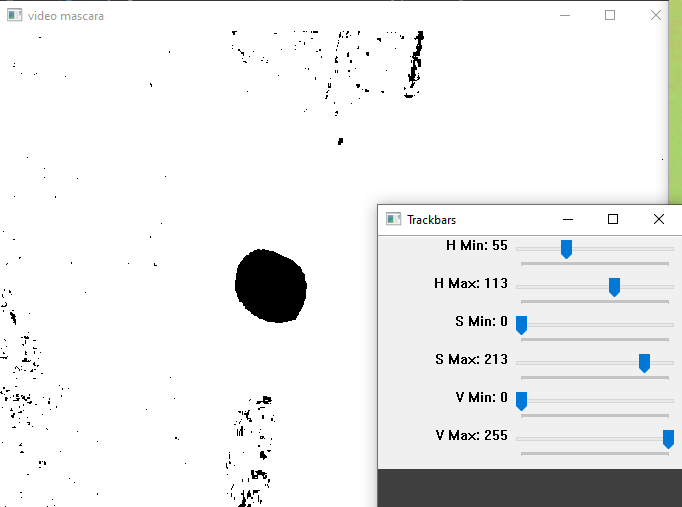 video mascara
Trackbars
H Min: 55
H Max: 113
S Min: 0
S Max: 213
V Min: 0
V Max: 255